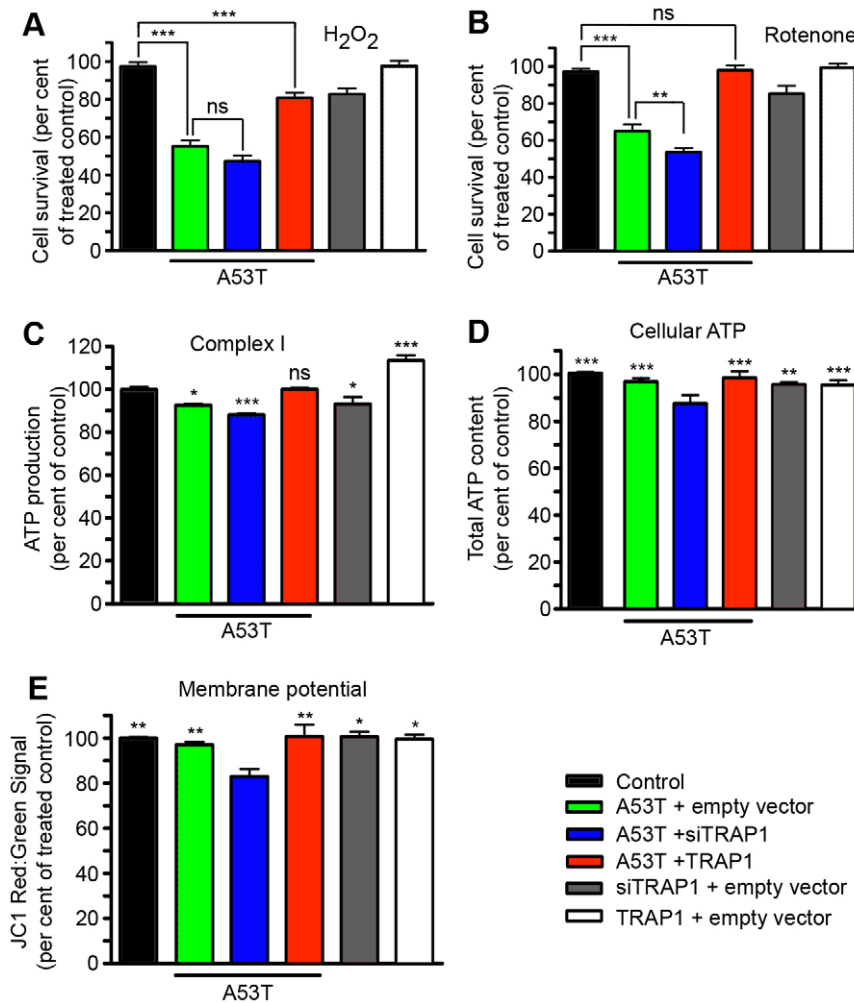 A
H2O2
***
***
ns
Cell survival (per cent
of treated control)
100
80
60
40
20
0
A53T
B
Rotenone
ns
***
**
Cell survival (per cent
of treated control)
100
80
60
40
20
0
A53T
C
Complex I
ATP production
(per cent of control)
120
100
80
60
40
20
0
*
***
ns
*
***
A53T
D
Cellular ATP
Total ATP content
(per cent of control)
100
80
60
40
20
0
***
***
***
**
***
A53T
E
Membrane potential
JC1 Red:Green Signal
(per cent of treated control)
100
80
60
40
20
0
**
**
**
*
*
A53T
Control
A53T + empty vector
A53T +siTRAP1
A53T +TRAP1
siTRAP1 + empty vector
TRAP1 + empty vector